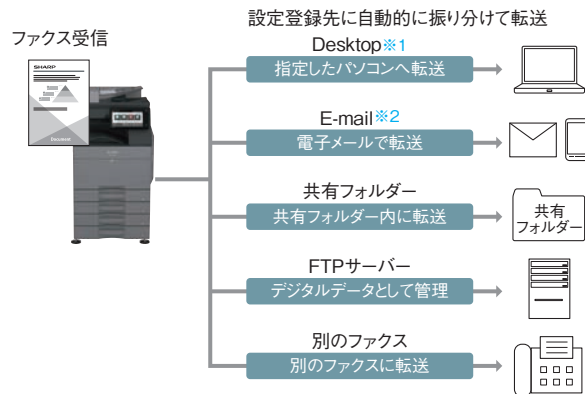 設定登録先に自動的に振り分けて転送
ファクス受信
SHARP
Document
Desktop※1
指定したパソコンへ転送
E-mail※2
電子メールで転送
共有フォルダー
共有フォルダー内に転送
共有
フォルダー
FTPサーバー
デジタルデータとして管理
別のファクス
別のファクスに転送